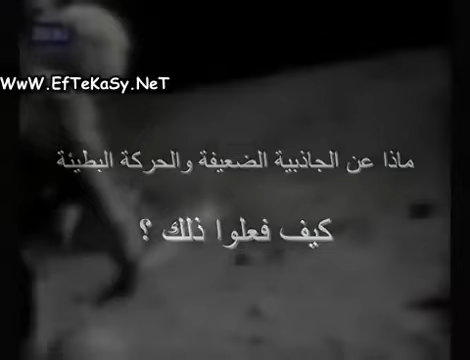 WwW.EfTeKaSy.NeT
ماذا عن الجاذبية الضعيفة والحركة البطيئة
كيف فعلوا ذلك ؟